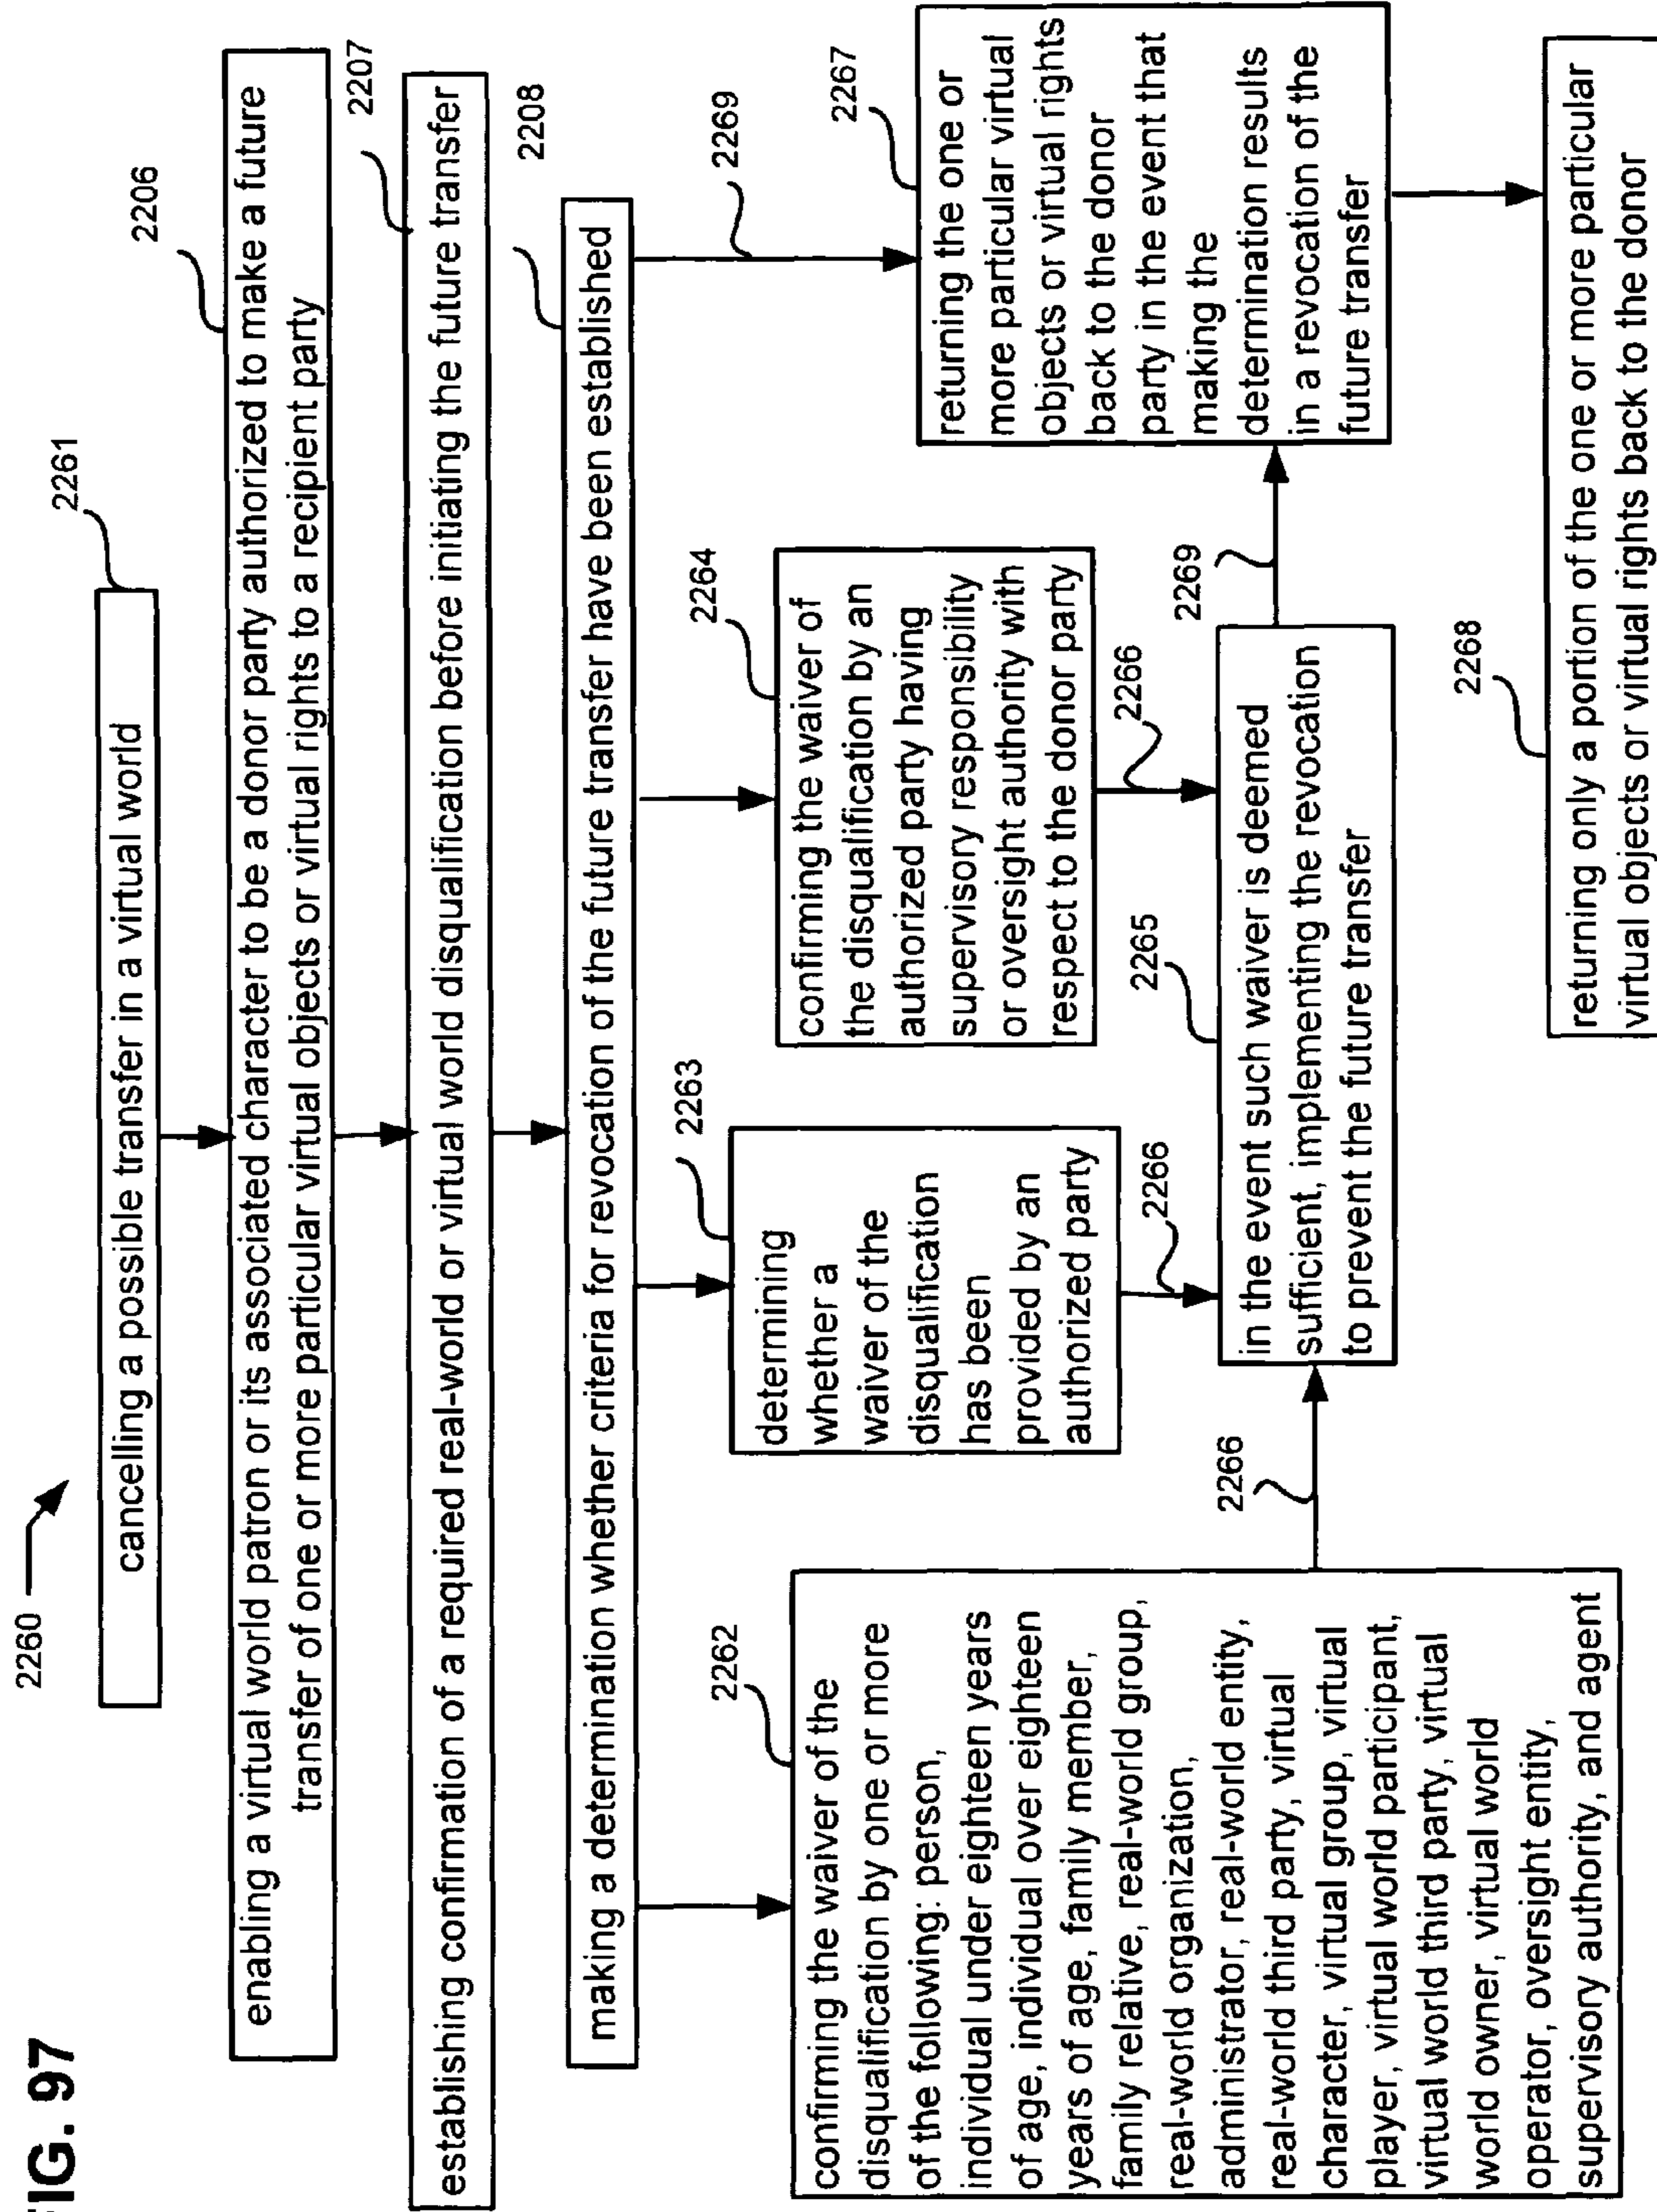 FIG. 97
2260
2261
cancelling a possible transfer in a virtual world
2206
enabling a virtual world patron or its associated character to be a donor party authorized to make a future
transfer of one or more particular virtual objects or virtual rights to a recipient party
2207
establishing confirmation of a required real-world or virtual world disqualification before initiating the future transfer
2208
making a determination whether criteria for revocation of the future transfer have been established
2262
confirming the waiver of the
disqualification by one or more
of the following: person,
individual under eighteen years
of age, individual over eighteen
years of age, family member,
family relative, real-world group,
real-world organization,
administrator, real-world entity,
real-world third party, virtual
character, virtual group, virtual
player, virtual world participant,
virtual world third party, virtual
world owner, virtual world
operator, oversight entity,
supervisory authority, and agent
2263
determining
whether a
waiver of the
disqualification
has been
provided by an
authorized party
2264
confirming the waiver of
the disqualification by an
authorized party having
supervisory responsibility
or oversight authority with
respect to the donor party
2269
2267
returning the one or
more particular virtual
objects or virtual rights
back to the donor
party in the event that
making the
determination results
in a revocation of the
future transfer
2266
2266
2266
2265
in the event such waiver is deemed
sufficient, implementing the revocation
to prevent the future transfer
2269
2268
returning only a portion of the one or more particular
virtual objects or virtual rights back to the donor